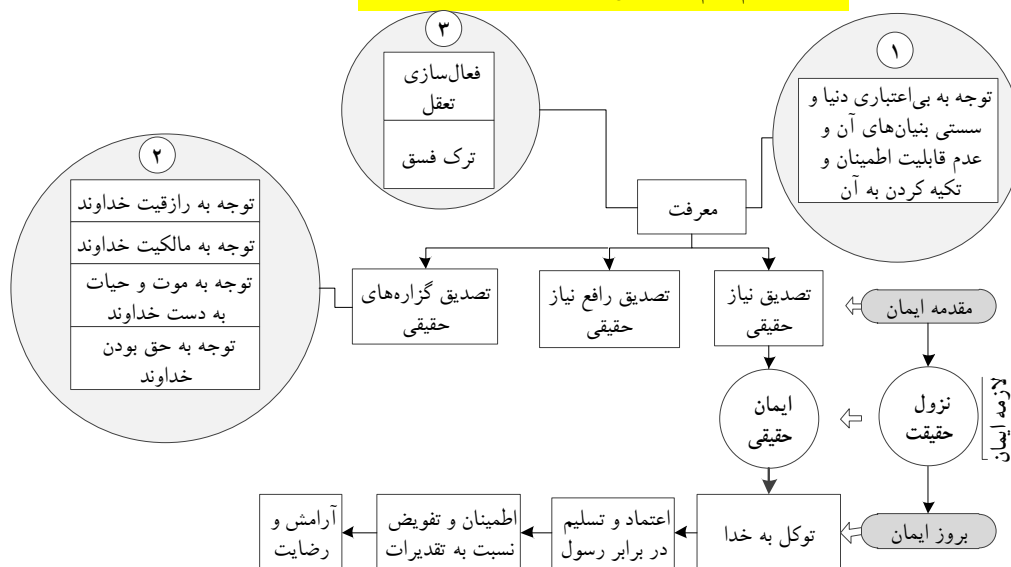 ۱
توجه به بی‌اعتباری دنیا و
سستی بنیان‌های آن و
عدم قابلیت اطمینان و
تکیه کردن به آن
۳
فعال‌سازی
تعقل
ترک فسق
۲
توجه به رازقیت خداوند
توجه به مالکیت خداوند
توجه به موت و حیات
به دست خداوند
توجه به حق بودن
خداوند
معرفت
تصدیق نیاز
حقیقی
تصدیق رافع نیاز
حقیقی
تصدیق گزاره‌های
حقیقی
مقدمه ایمان
نزول
حقیقت
لازمه ایمان
ایمان
حقیقی
بروز ایمان
توکل به خدا
اعتماد و تسلیم
در برابر رسول
اطمینان و تفویض
نسبت به تقدیرات
آرامش و
رضایت